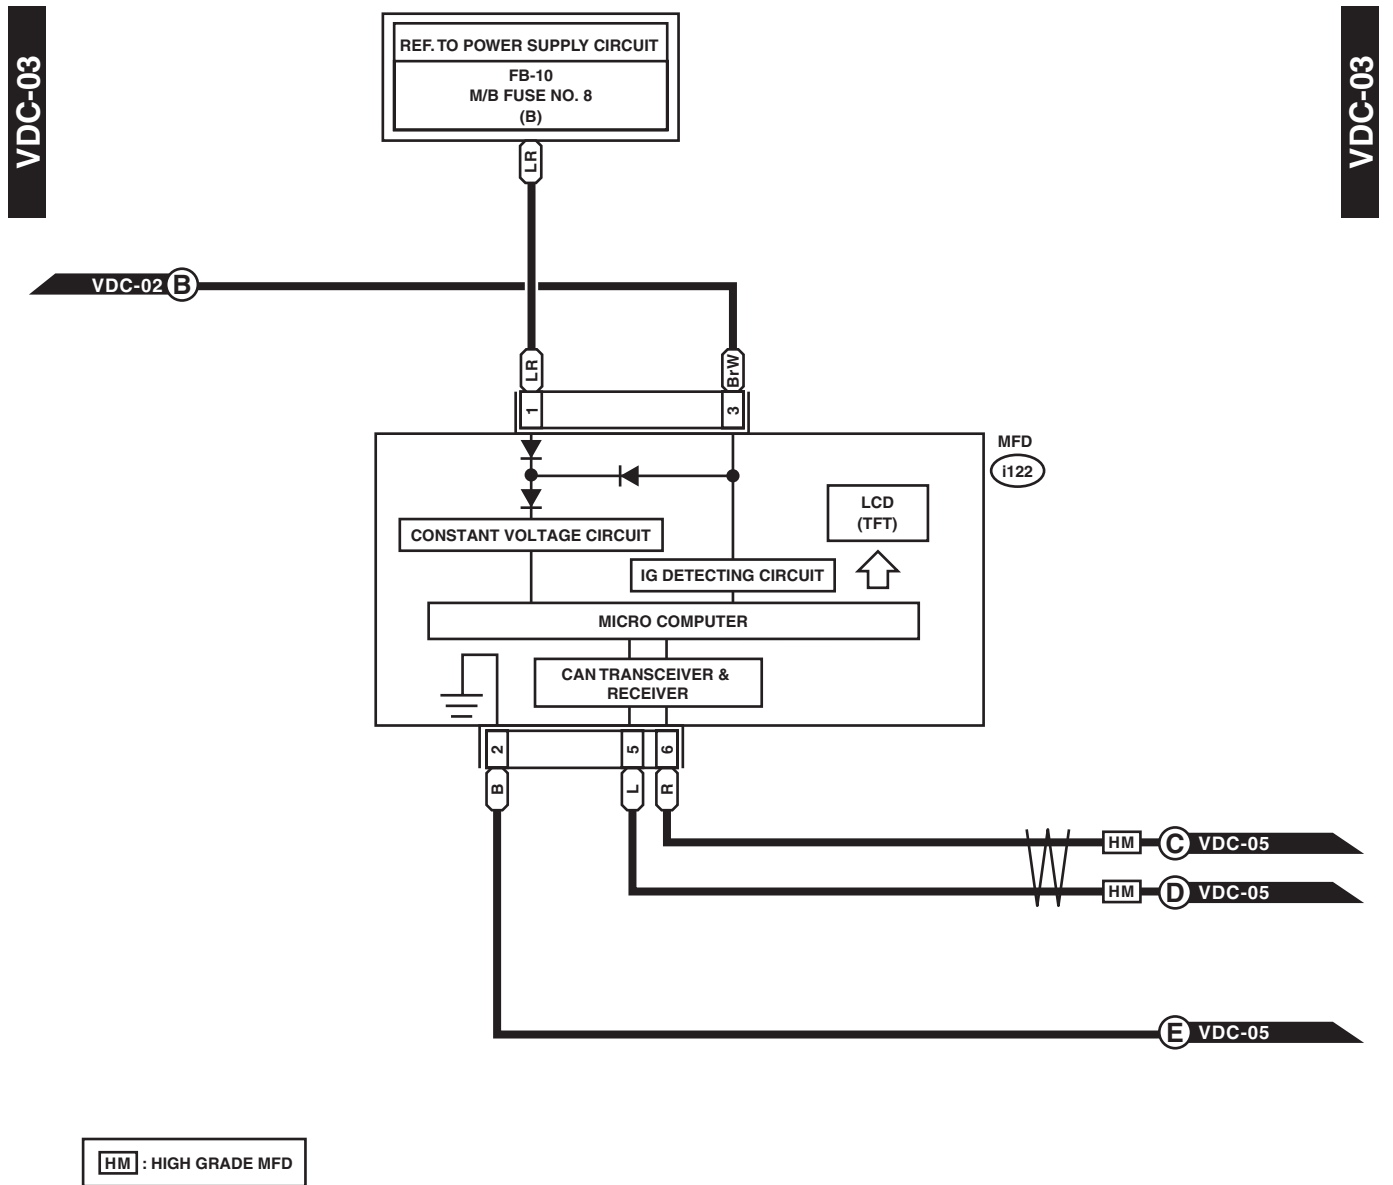 VDC-03
VDC-03
REF. TO POWER SUPPLY CIRCUIT
FB-10
M/B FUSE NO. 8
(B)
LR
VDC-02 B
LR
BrW
1
3
MFD
i122
LCD
(TFT)
CONSTANT VOLTAGE CIRCUIT
IG DETECTING CIRCUIT
MICRO COMPUTER
CAN TRANSCEIVER &
RECEIVER
2
5
6
B
L
R
HM C VDC-05
HM D VDC-05
E VDC-05
HM : HIGH GRADE MFD